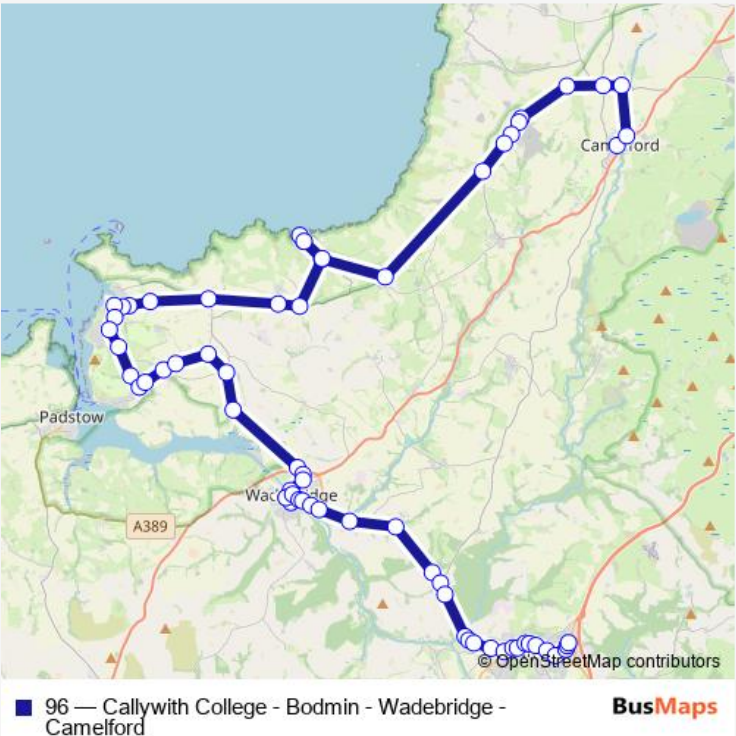 Camelford
Padstow
Wadebridge
A389
© OpenStreetMap contributors
96 — Callywith College - Bodmin - Wadebridge -
Camelford
BusMaps